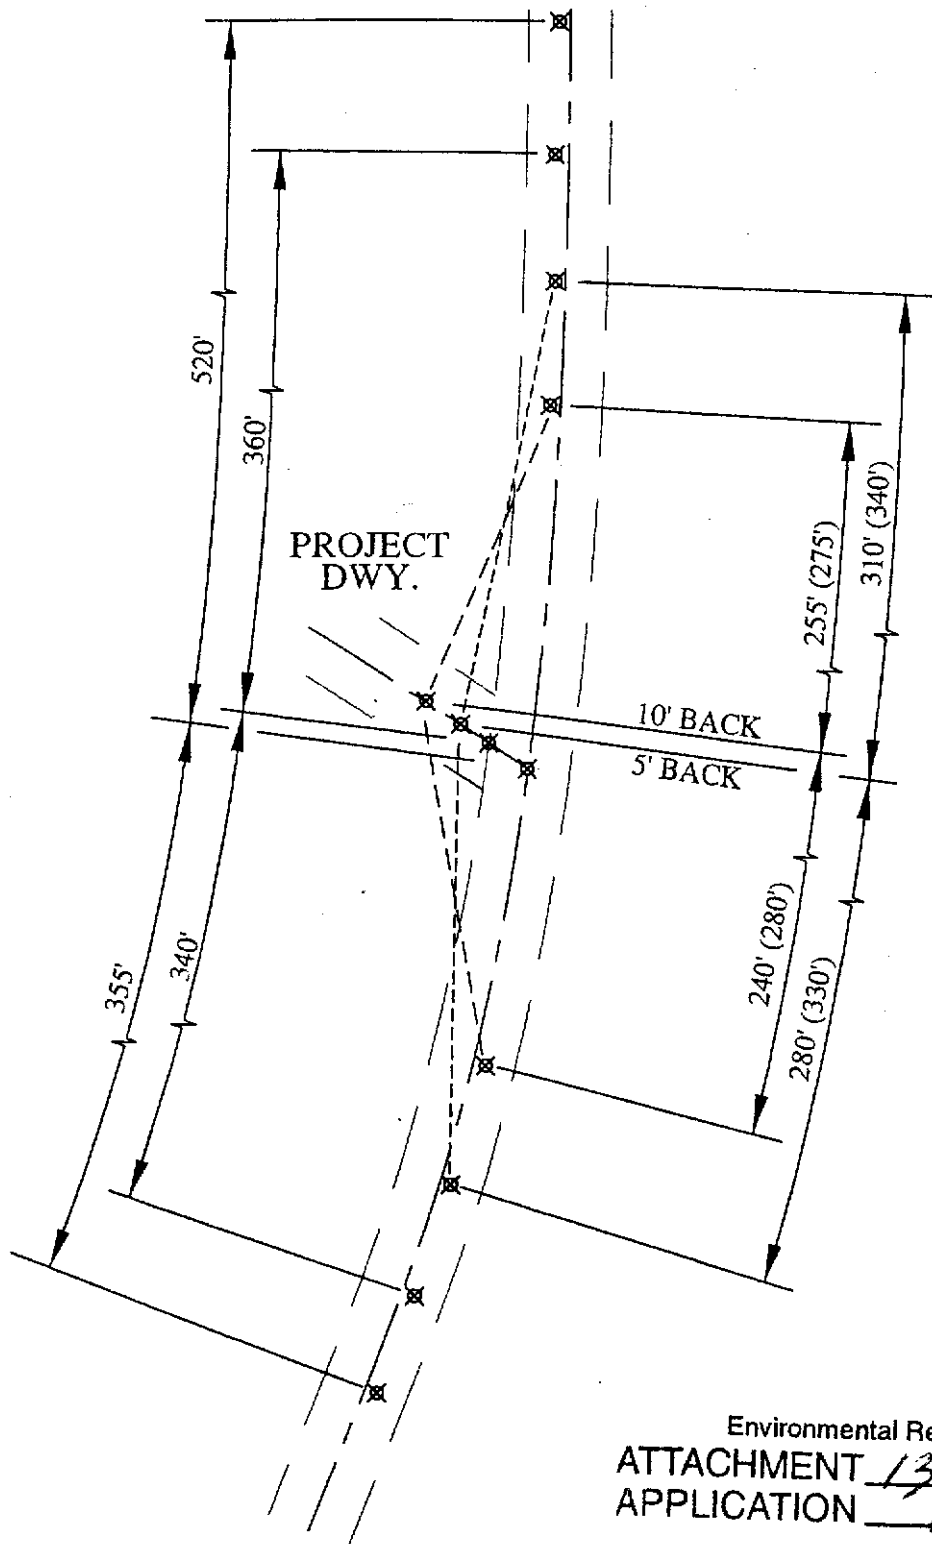 520'
360'
310' (340')
255' (275')
PROJECT
DWY.
10' BACK
5' BACK
240' (280')
280' (330')
340'
355'
Environmental Re
ATTACHMENT 13
APPLICATION